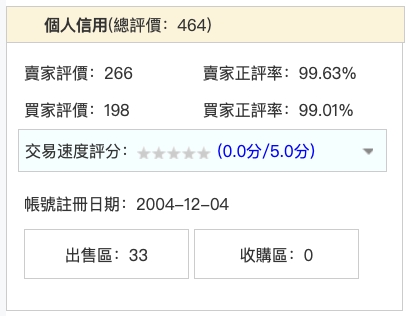 個人信用(總評價：464)
賣家評價：266 賣家正評率：99.63%
買家評價：198 買家正評率：99.01%
交易速度評分：★★★★★ (0.0分/5.0分)
帳號註冊日期：2004-12-04
出售區：33 收購區：0